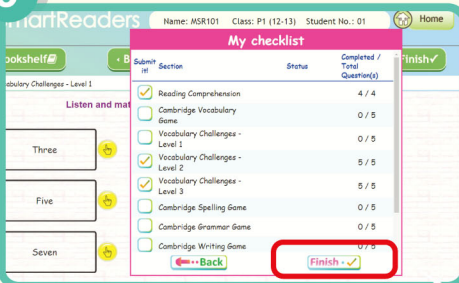 martReaders
Name: MSR101 Class: P1 (12-13) Student No.: 01
Home
ookshelf
B
Finish✓
abulary Challenges - Level 1
Listen and mat
Three
Five
Seven
My checklist
Submit it! Section Status Completed / Total Question(s)
Reading Comprehension 4 / 4
Cambridge Vocabulary Game 0 / 5
Vocabulary Challenges - Level 1 0 / 5
Vocabulary Challenges - Level 2 5 / 5
Vocabulary Challenges - Level 3 5 / 5
Cambridge Spelling Game 0 / 5
Cambridge Grammar Game 0 / 5
Cambridge Writing Game 0 / 5
Back
Finish